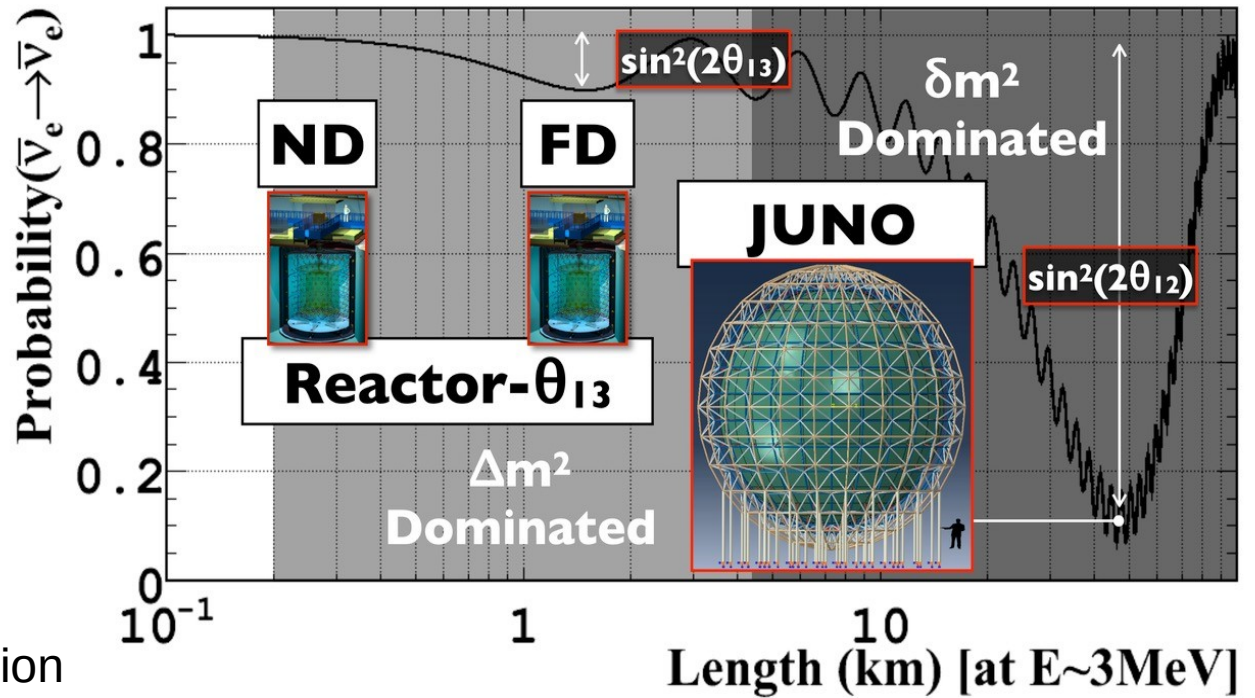 Probability(ν̅e→ν̅e)
1
0.8
0.6
0.4
0.2
0
sin²(2θ₁₃)
δm²
Dominated
ND
FD
JUNO
sin²(2θ₁₂)
Reactor-θ₁₃
Δm²
Dominated
10⁻¹
1
10
Length (km) [at E~3MeV]
ion